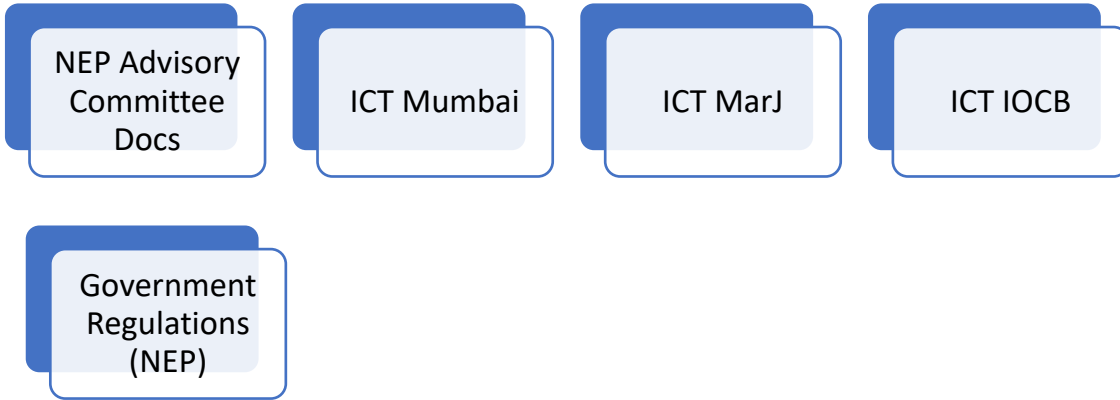 NEP Advisory
Committee
Docs
ICT Mumbai
ICT MarJ
ICT IOCB
Government
Regulations
(NEP)